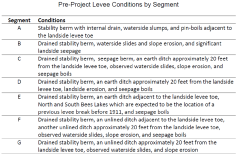 Pre-Project Levee Conditions by Segment
Segment Conditions
A Stability berm with internal drain, waterside slumps, and pin-boils adjacent to
the landside levee toe
B Drained stability berm, waterside slides and slope erosion, and significant
landside seepage
C Drained stability berm, seepage berm, an earth ditch approximately 20 feet
from the landside levee toe, observed waterside slides, slope erosion, and
seepage boils
D Drained stability berm, an earth ditch approximately 20 feet from the landside
levee toe, landside slope erosion, and seepage boils
E Drained stability berm, an earth ditch adjacent to the landside levee toe,
North and South Bees Lakes which are expected to be the location of a
previous levee break before 1911, and seepage boils
F Drained stability berm, an unlined ditch adjacent to the landside levee toe,
another unlined ditch approximately 20 feet from the landside levee toe,
observed waterside slides, slope erosion, and seepage boils
G Drained stability berm, an unlined ditch approximately 20 feet from the
landside levee toe, observed waterside slides, and slope erosion